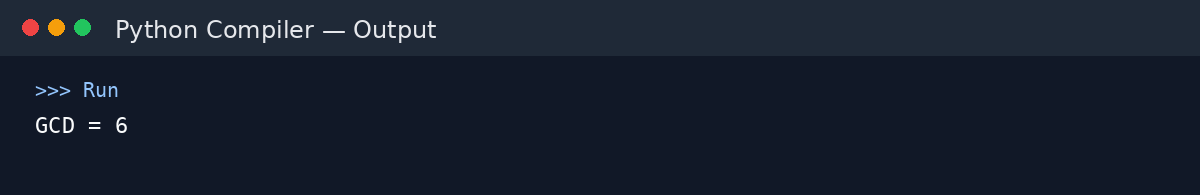 Python Compiler — Output
>>> Run
GCD = 6